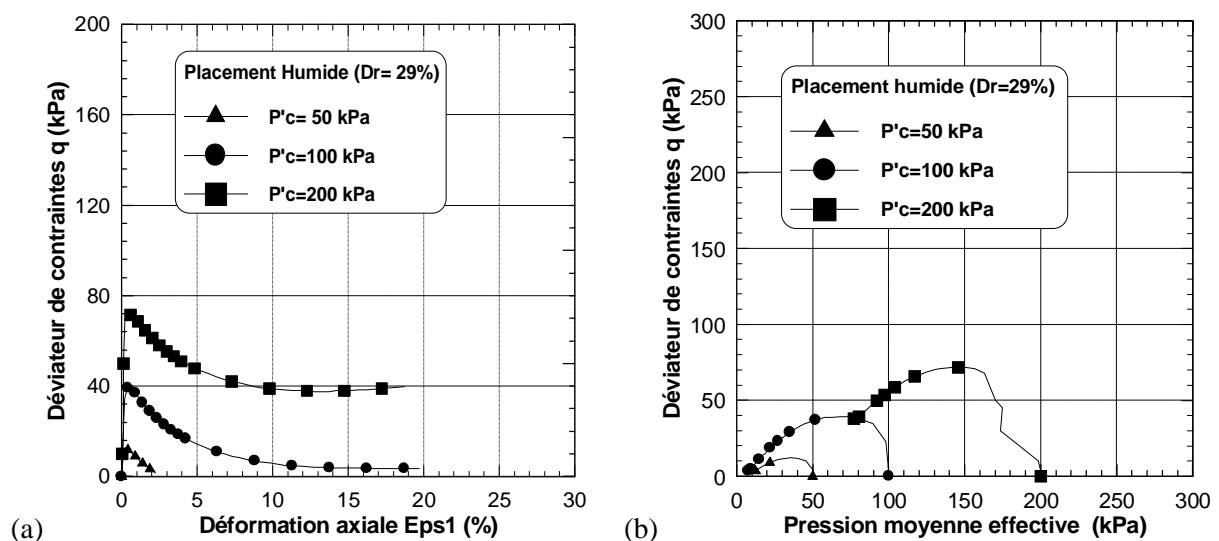 200
160
120
80
40
0
0
5
10
15
20
25
30
Déviateur de contraintes q (kPa)
Déformation axiale Eps1 (%)
Placement Humide (Dr= 29%)
P'c= 50 kPa
P'c=100 kPa
P'c=200 kPa
(a)
300
250
200
150
100
50
0
0
50
100
150
200
250
300
Déviateur de contraintes q (kPa)
Pression moyenne effective (kPa)
Placement humide (Dr=29%)
P'c=50 kPa
P'c=100 kPa
P'c=200 kPa
(b)